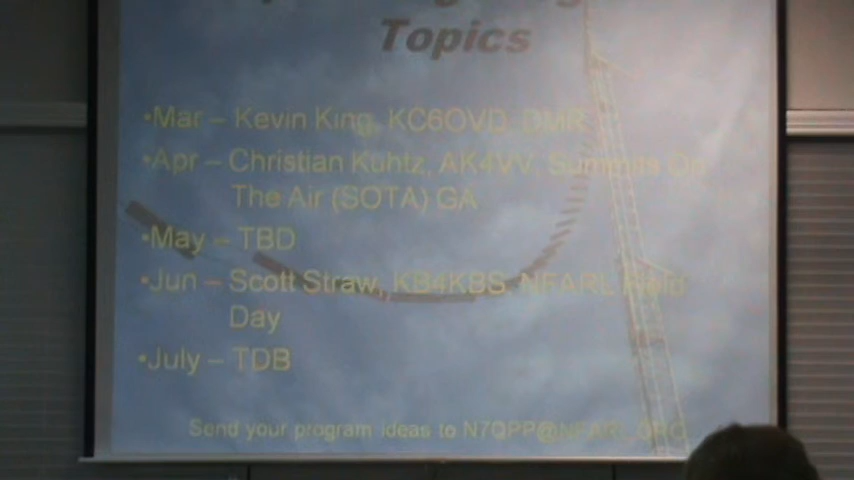 Topics
•Mar – Kevin King, KC6OVD, DMR
•Apr – Christian Kuhtz, AK4VV, Summits On
The Air (SOTA) GA
•May – TBD
•Jun – Scott Straw, KB4KBS, NFARL Field
Day
•July – TDB
Send your program ideas to N7QPP@NFARL.ORG